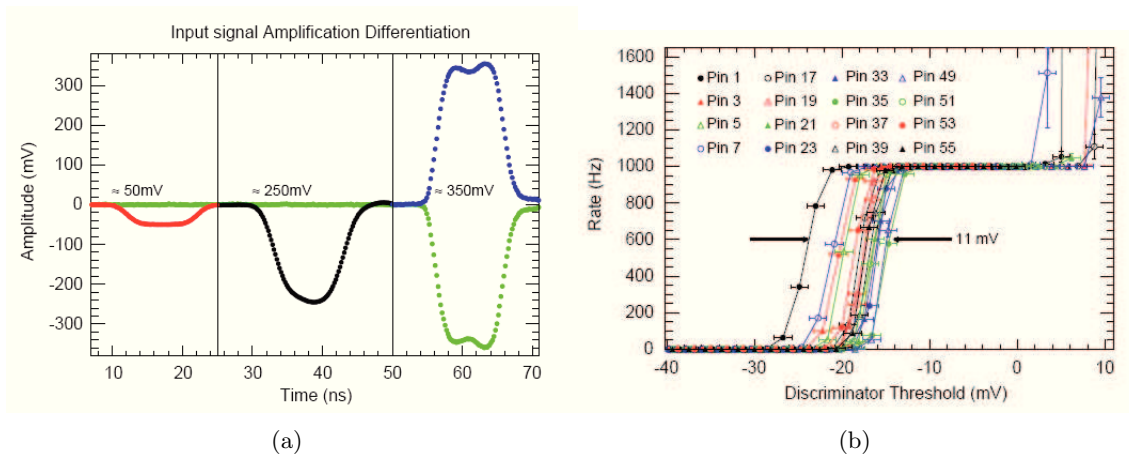 Input signal Amplification Differentiation
Amplitude (mV)
300
200
100
0
-100
-200
-300
≈ 50mV
≈ 250mV
≈ 350mV
10 20 30 40 50 60 70
Time (ns)
(a)
Rate (Hz)
1600
1400
1200
1000
800
600
400
200
0
Pin 1 Pin 17 Pin 33 Pin 49
Pin 3 Pin 19 Pin 35 Pin 51
Pin 5 Pin 21 Pin 37 Pin 53
Pin 7 Pin 23 Pin 39 Pin 55
11 mV
-40 -30 -20 -10 0 10
Discriminator Threshold (mV)
(b)